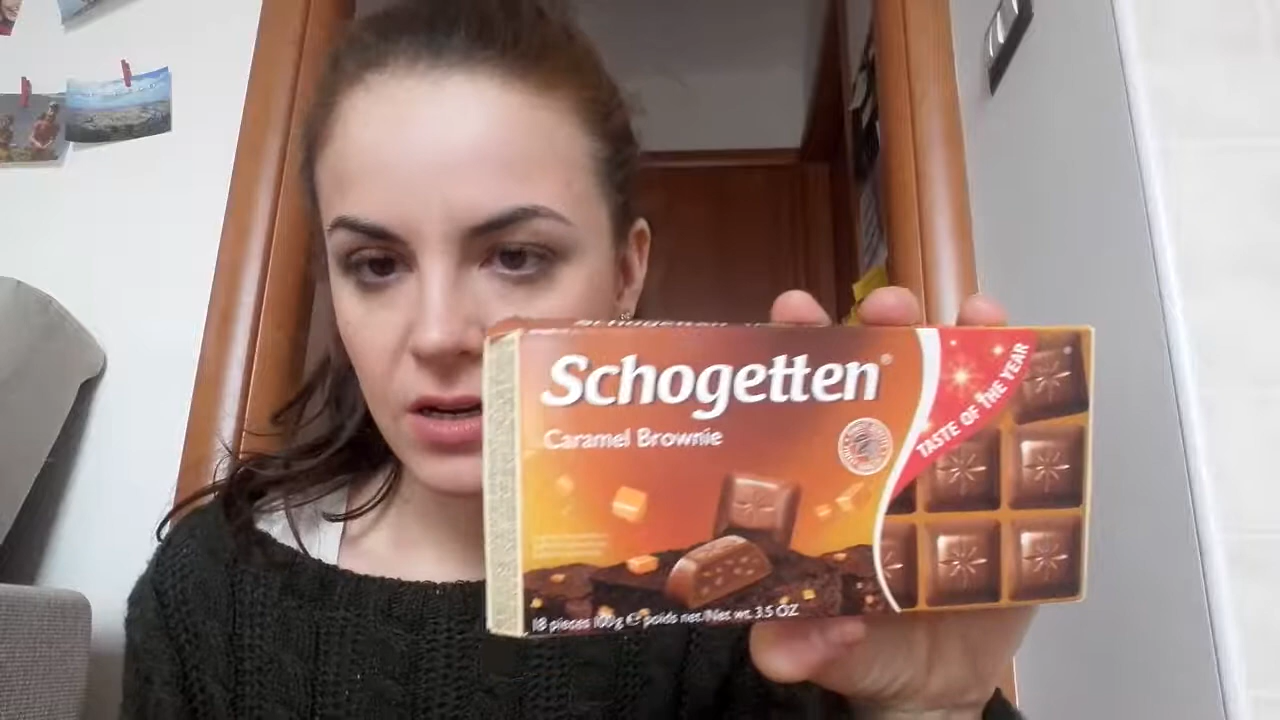 Schogetten®
Caramel Brownie
TASTE OF THE YEAR
18 pieces 100g ℮ poids net/Net wt. 3.5 OZ